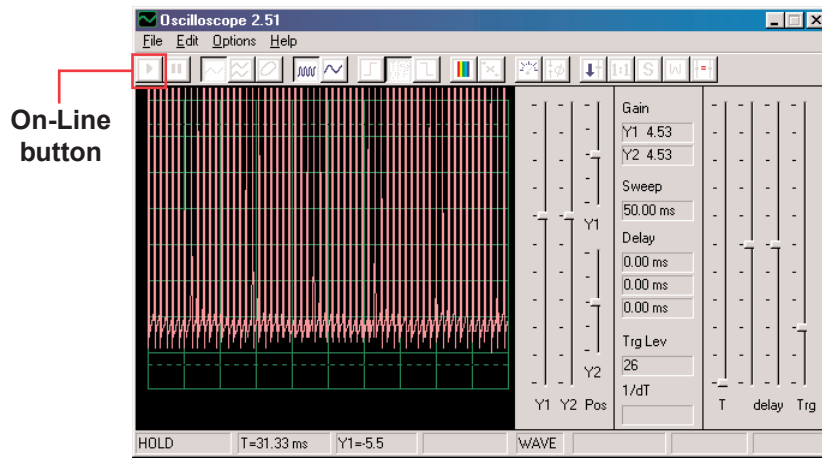 Oscilloscope 2.51
File Edit Options Help
1:1 S W
On-Line
button
Gain
Y1 4.53
Y2 4.53
Sweep
50.00 ms
Y1
Delay
0.00 ms
0.00 ms
0.00 ms
Trg Lev
26
Y2
1/dT
Y1 Y2 Pos
T delay Trg
HOLD T=31.33 ms Y1=-5.5 WAVE